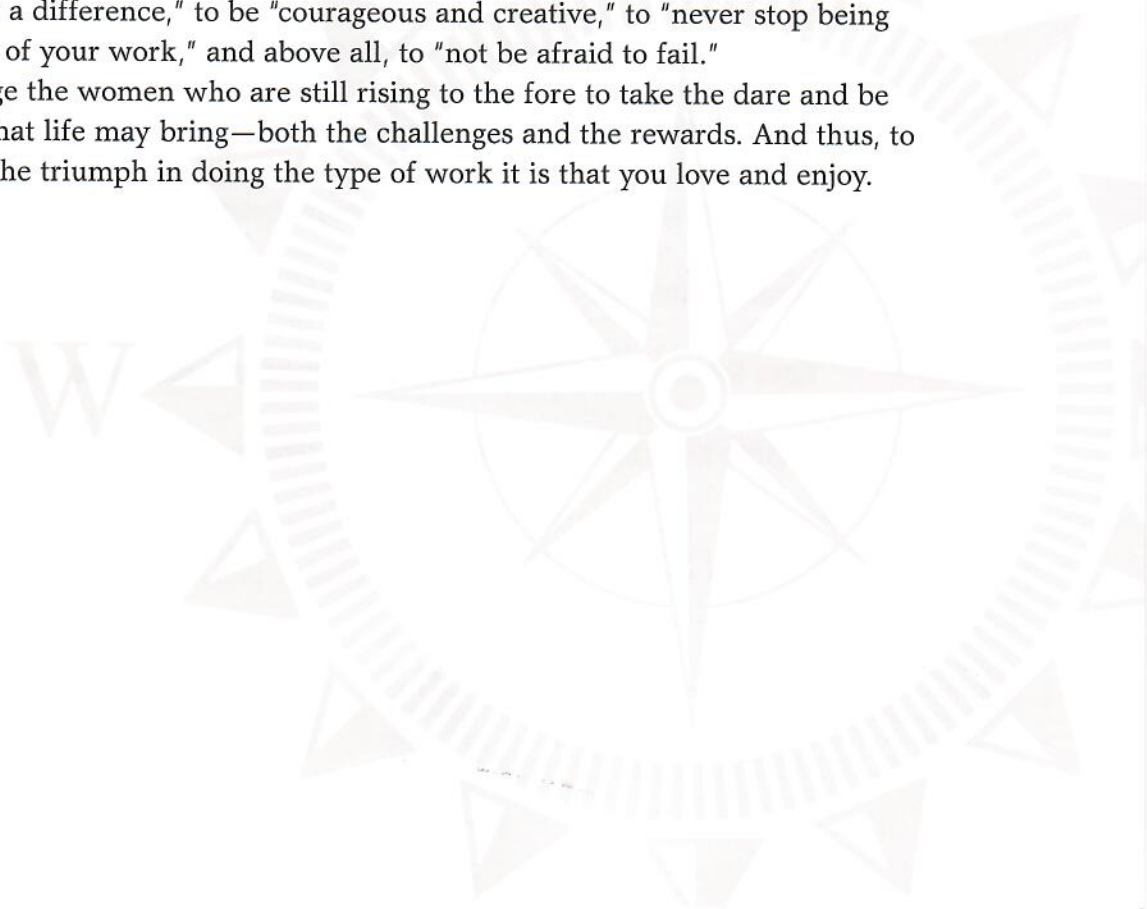 a difference," to be "courageous and creative," to "never stop being
of your work," and above all, to "not be afraid to fail."
the women who are still rising to the fore to take the dare and be
life may bring—both the challenges and the rewards. And thus, to
triumph in doing the type of work it is that you love and enjoy.
W